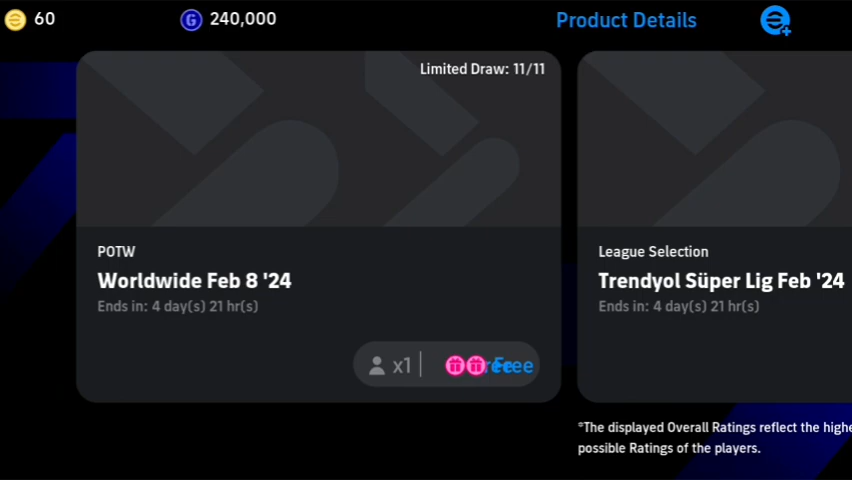 60
240,000
Product Details
Limited Draw: 11/11
POTW
Worldwide Feb 8 '24
Ends in: 4 day(s) 21 hr(s)
x1
Free
League Selection
Trendyol Süper Lig Feb '24
Ends in: 4 day(s) 21 hr(s)
*The displayed Overall Ratings reflect the highe
possible Ratings of the players.